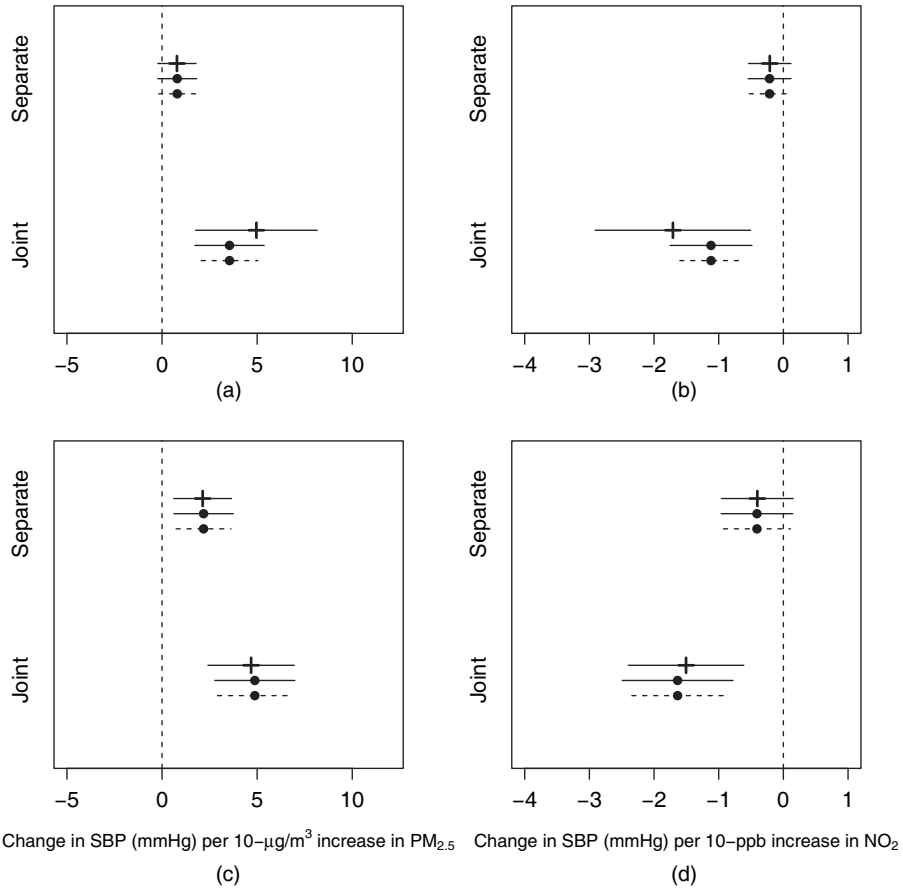 Separate
Joint
−5 0 5 10
(a)
Separate
Joint
−4 −3 −2 −1 0 1
(b)
Separate
Joint
−5 0 5 10
Change in SBP (mmHg) per 10−μg/m³ increase in PM₂.₅
(c)
Separate
Joint
−4 −3 −2 −1 0 1
Change in SBP (mmHg) per 10−ppb increase in NO₂
(d)